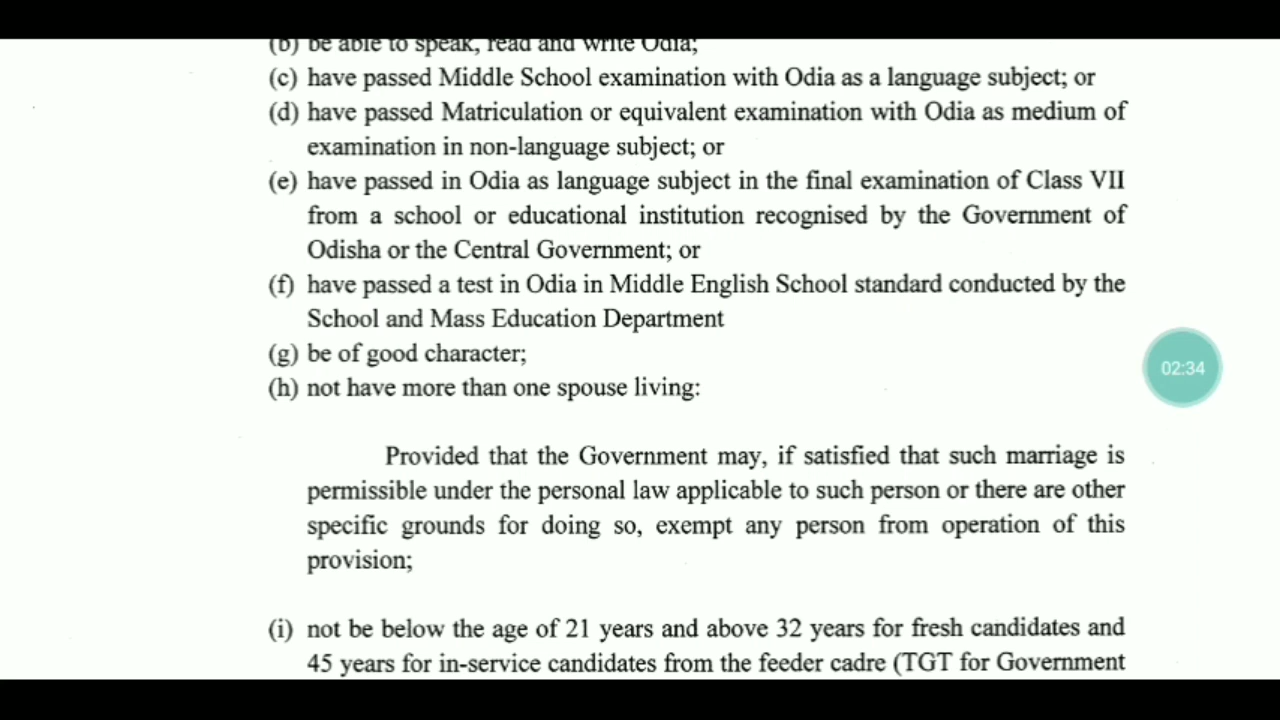 (b) be able to speak, read and write Odia;
(c) have passed Middle School examination with Odia as a language subject; or
(d) have passed Matriculation or equivalent examination with Odia as medium of
examination in non-language subject; or
(e) have passed in Odia as language subject in the final examination of Class VII
from a school or educational institution recognised by the Government of
Odisha or the Central Government; or
(f) have passed a test in Odia in Middle English School standard conducted by the
School and Mass Education Department
(g) be of good character;
(h) not have more than one spouse living:
02:34
Provided that the Government may, if satisfied that such marriage is
permissible under the personal law applicable to such person or there are other
specific grounds for doing so, exempt any person from operation of this
provision;
(i) not be below the age of 21 years and above 32 years for fresh candidates and
45 years for in-service candidates from the feeder cadre (TGT for Government